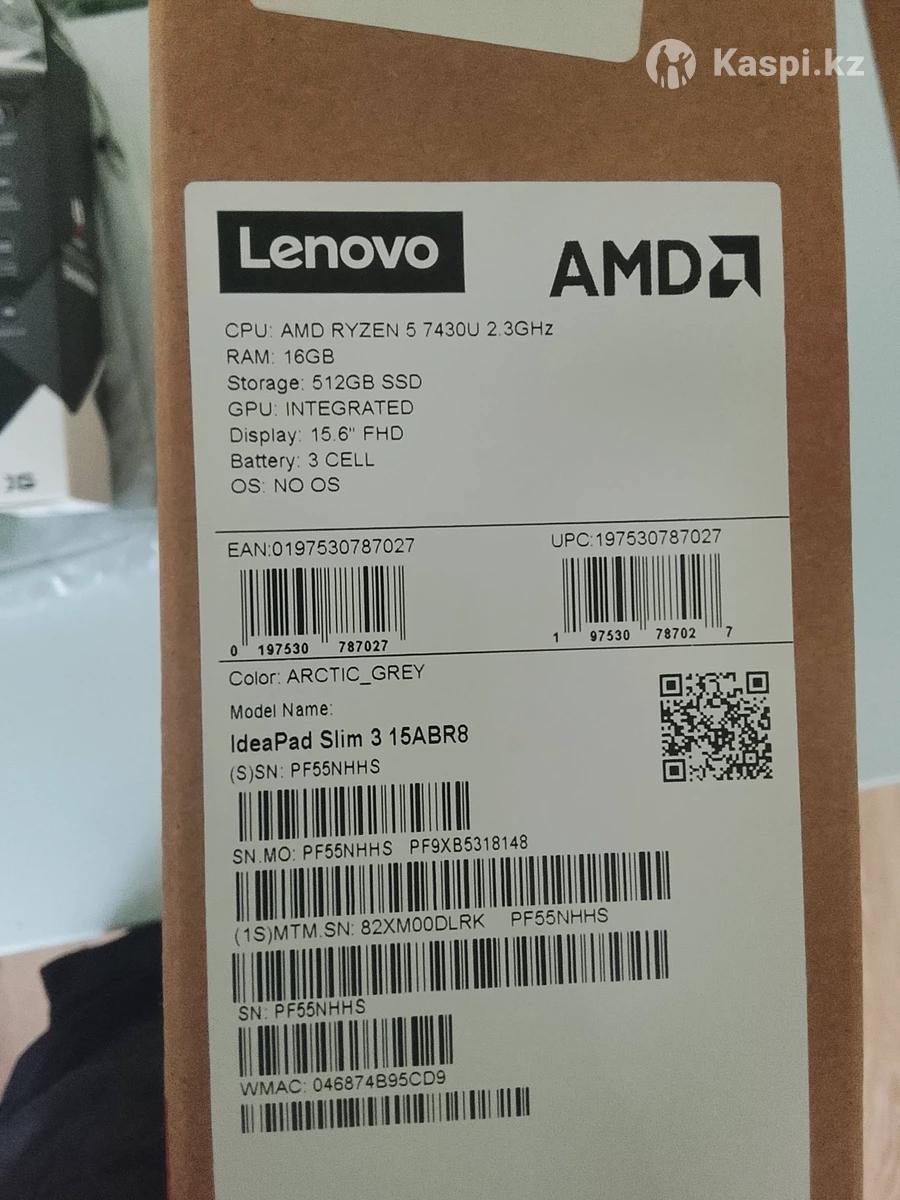 Kaspi.kz
Lenovo
AMD
CPU: AMD RYZEN 5 7430U 2.3GHz
RAM: 16GB
Storage: 512GB SSD
GPU: INTEGRATED
Display: 15.6" FHD
Battery: 3 CELL
OS: NO OS
EAN:0197530787027
UPC:197530787027
0 197530 787027
1 97530 78702 7
Color: ARCTIC_GREY
Model Name:
IdeaPad Slim 3 15ABR8
(S)SN: PF55NHHS
SN.MO: PF55NHHS PF9XB5318148
(1S)MTM.SN: 82XM00DLRK PF55NHHS
SN: PF55NHHS
WMAC: 046874B95CD9